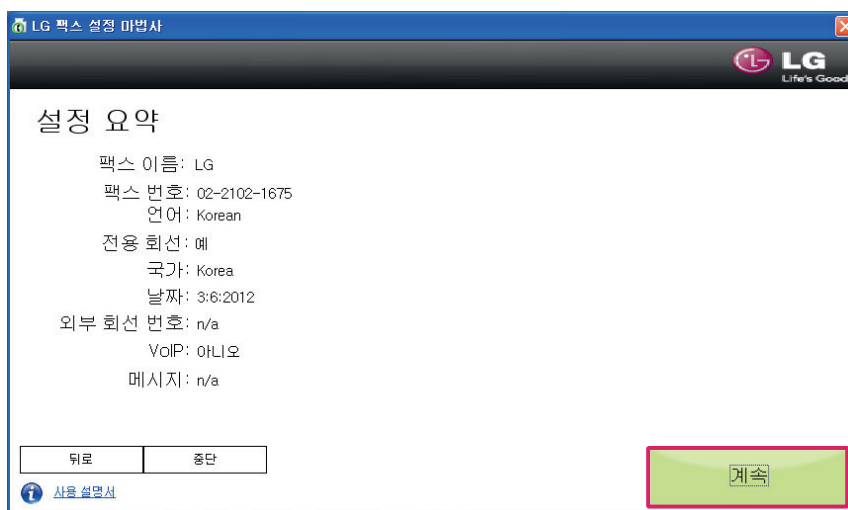 LG 팩스 설정 마법사
LG
Life's Good
설정 요약
팩스 이름: LG
팩스 번호: 02-2102-1675
언어: Korean
전용 회선: 예
국가: Korea
날짜: 3:6:2012
외부 회선 번호: n/a
VoIP: 아니오
메시지: n/a
뒤로 중단
계속
사용 설명서